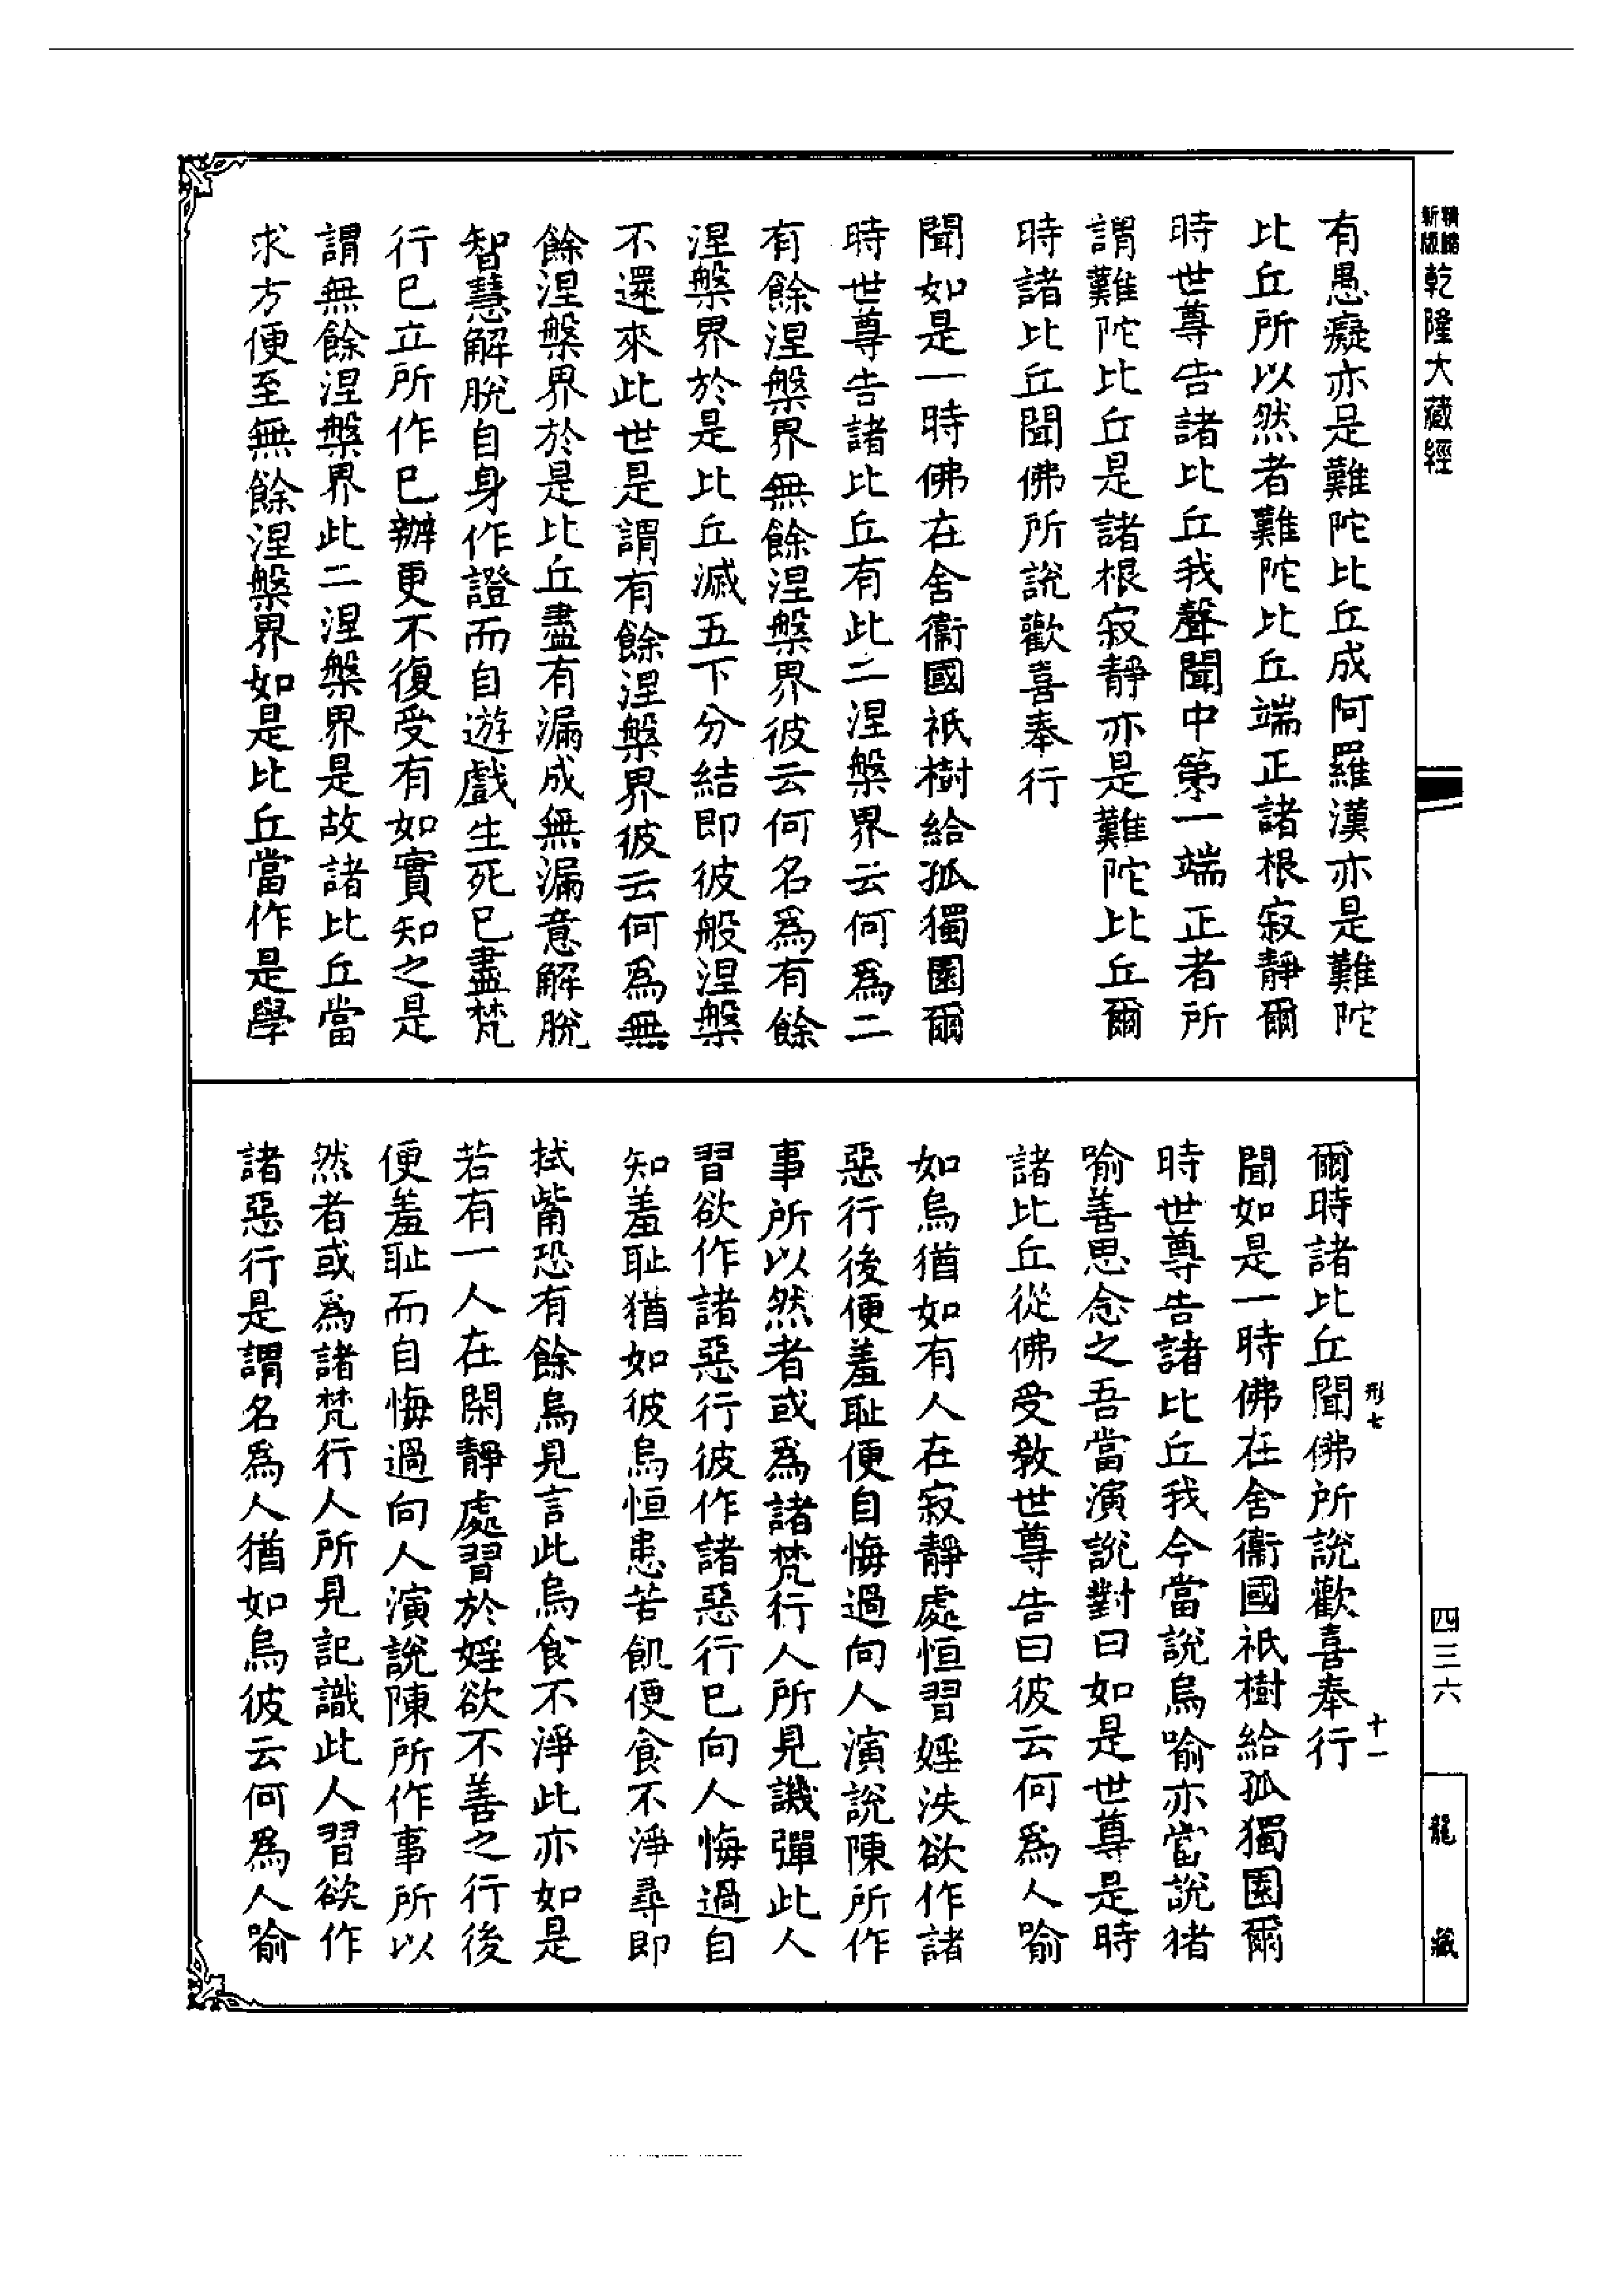 新版精縮乾隆大藏經
有愚癡亦是難陀比丘成阿羅漢亦是難陀
比丘所以然者難陀比丘端正諸根寂靜爾
時世尊告諸比丘我聲聞中第一端正者所
謂難陀比丘是諸根寂靜亦是難陀比丘爾
時諸比丘聞佛所說歡喜奉行
聞如是一時佛在舍衞國祇樹給孤獨園爾
時世尊告諸比丘有此二涅槃界云何爲二
有餘涅槃界無餘涅槃界彼云何名爲有餘
涅槃界於是比丘滅五下分結即彼般涅槃
不還來此世是謂有餘涅槃界彼云何爲無
餘涅槃界於是比丘盡有漏成無漏意解脫
智慧解脫自身作證而自遊戲生死已盡梵
行已立所作已辦更不復受有如實知之是
謂無餘涅槃界此二涅槃界是故諸比丘當
求方便至無餘涅槃界如是比丘當作是學
爾時諸比丘聞佛所說歡喜奉行
聞如是一時佛在舍衞國祇樹給孤獨園爾
時世尊告諸比丘我今當說烏喻亦當說猪
喻善思念之吾當演說對曰如是世尊是時
諸比丘從佛受教世尊告曰彼云何爲人喻
如烏猶如有人在寂靜處恒習婬泆欲作諸
惡行後便羞恥便自悔過向人演說陳所作
事所以然者或爲諸梵行人所見譏彈此人
習欲作諸惡行彼作諸惡行已向人悔過自
知羞恥猶如彼烏恒患苦飢便食不淨尋即
拭嘴恐有餘烏見言此烏食不淨此亦如是
若有一人在閑靜處習於婬欲不善之行後
便羞恥而自悔過向人演說陳所作事所以
然者或爲諸梵行人所見記識此人習欲作
諸惡行是謂名爲人猶如烏彼云何爲人喻
形七
十一
四三六
龍藏